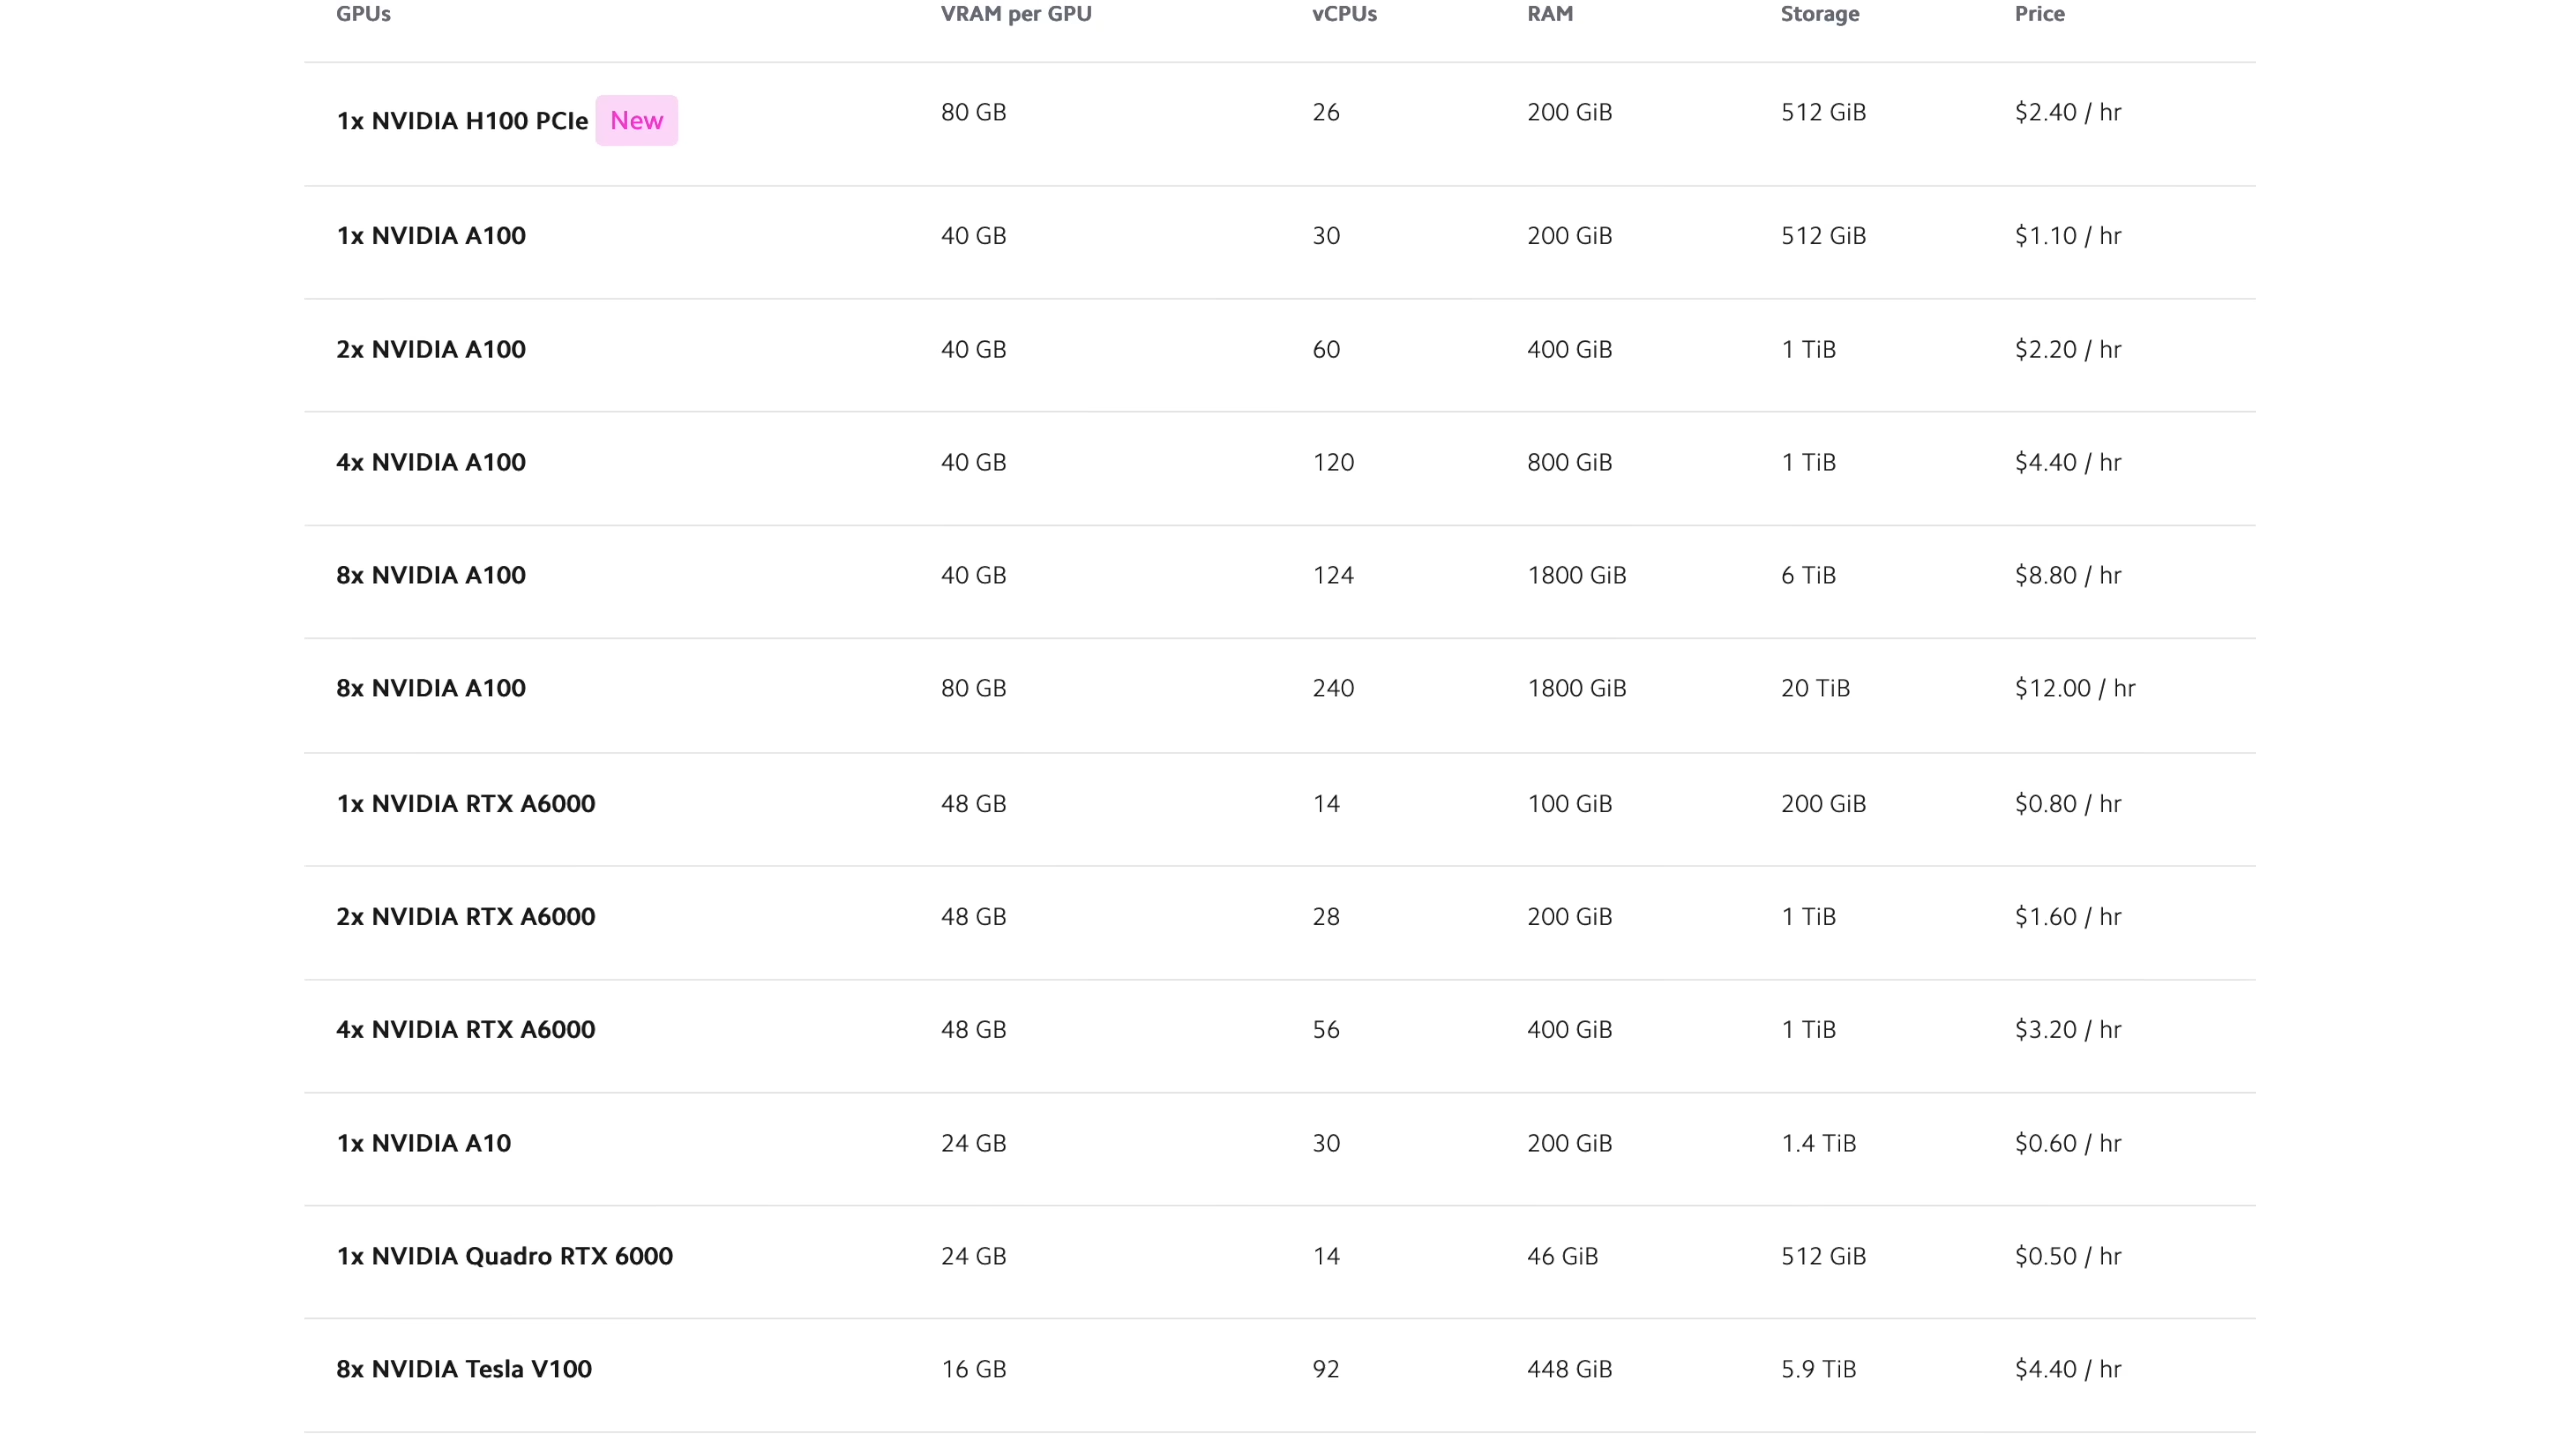 GPUs VRAM per GPU vCPUs RAM Storage Price
1x NVIDIA H100 PCIe New 80 GB 26 200 GiB 512 GiB $2.40 / hr
1x NVIDIA A100 40 GB 30 200 GiB 512 GiB $1.10 / hr
2x NVIDIA A100 40 GB 60 400 GiB 1 TiB $2.20 / hr
4x NVIDIA A100 40 GB 120 800 GiB 1 TiB $4.40 / hr
8x NVIDIA A100 40 GB 124 1800 GiB 6 TiB $8.80 / hr
8x NVIDIA A100 80 GB 240 1800 GiB 20 TiB $12.00 / hr
1x NVIDIA RTX A6000 48 GB 14 100 GiB 200 GiB $0.80 / hr
2x NVIDIA RTX A6000 48 GB 28 200 GiB 1 TiB $1.60 / hr
4x NVIDIA RTX A6000 48 GB 56 400 GiB 1 TiB $3.20 / hr
1x NVIDIA A10 24 GB 30 200 GiB 1.4 TiB $0.60 / hr
1x NVIDIA Quadro RTX 6000 24 GB 14 46 GiB 512 GiB $0.50 / hr
8x NVIDIA Tesla V100 16 GB 92 448 GiB 5.9 TiB $4.40 / hr